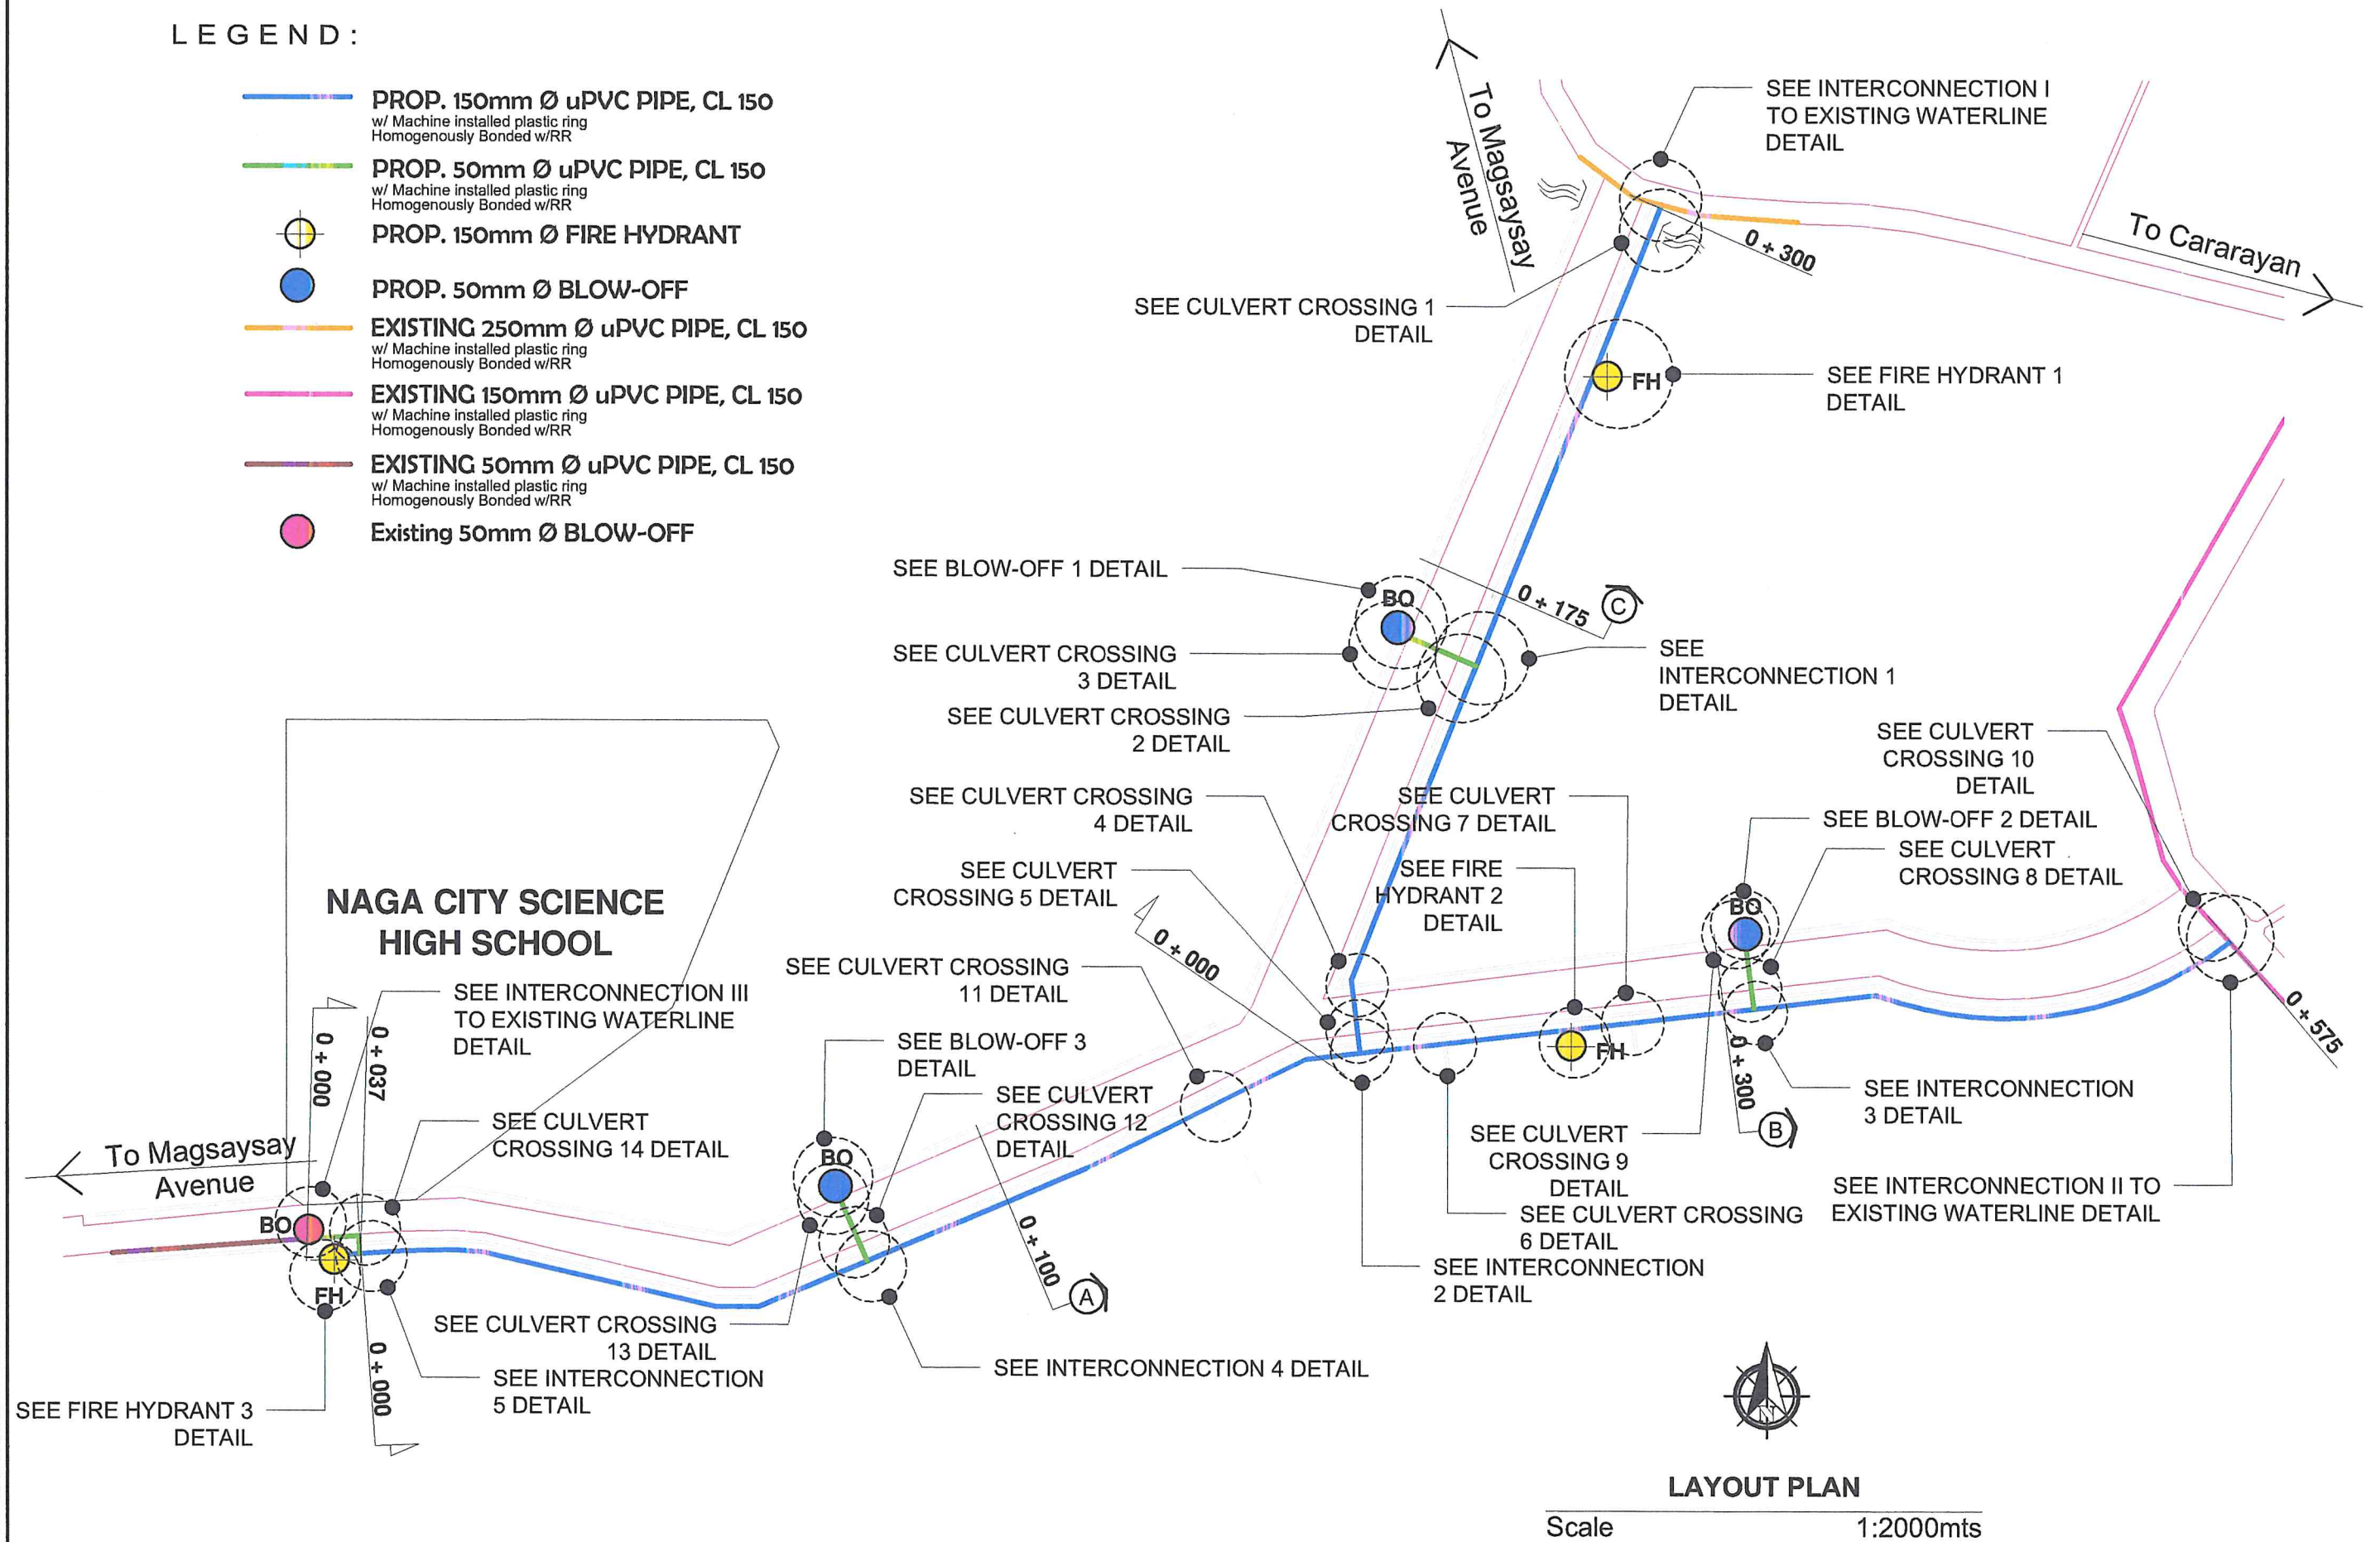 LEGEND:
PROP. 150mm Ø uPVC PIPE, CL 150
w/ Machine installed plastic ring
Homogenously Bonded w/RR
PROP. 50mm Ø uPVC PIPE, CL 150
w/ Machine installed plastic ring
Homogenously Bonded w/RR
PROP. 150mm Ø FIRE HYDRANT
PROP. 50mm Ø BLOW-OFF
EXISTING 250mm Ø uPVC PIPE, CL 150
w/ Machine installed plastic ring
Homogenously Bonded w/RR
EXISTING 150mm Ø uPVC PIPE, CL 150
w/ Machine installed plastic ring
Homogenously Bonded w/RR
EXISTING 50mm Ø uPVC PIPE, CL 150
w/ Machine installed plastic ring
Homogenously Bonded w/RR
Existing 50mm Ø BLOW-OFF
To Magsaysay
Avenue
SEE INTERCONNECTION I
TO EXISTING WATERLINE
DETAIL
To Cararayan
0 + 300
SEE CULVERT CROSSING 1
DETAIL
FH
SEE FIRE HYDRANT 1
DETAIL
SEE BLOW-OFF 1 DETAIL
BO
0 + 175
C
SEE CULVERT CROSSING
3 DETAIL
SEE
INTERCONNECTION 1
DETAIL
SEE CULVERT CROSSING
2 DETAIL
SEE CULVERT
CROSSING 10
DETAIL
SEE CULVERT CROSSING
4 DETAIL
SEE CULVERT
CROSSING 7 DETAIL
SEE BLOW-OFF 2 DETAIL
SEE CULVERT
CROSSING 8 DETAIL
SEE CULVERT
CROSSING 5 DETAIL
SEE FIRE
HYDRANT 2
DETAIL
BO
NAGA CITY SCIENCE
HIGH SCHOOL
0 + 000
SEE CULVERT CROSSING
11 DETAIL
SEE INTERCONNECTION III
TO EXISTING WATERLINE
DETAIL
0 + 575
0 + 000
0 + 037
SEE BLOW-OFF 3
DETAIL
FH
0 + 300
B
SEE INTERCONNECTION
3 DETAIL
SEE CULVERT
CROSSING 12
DETAIL
SEE CULVERT
CROSSING 14 DETAIL
To Magsaysay
Avenue
BO
SEE CULVERT
CROSSING 9
DETAIL
SEE INTERCONNECTION II TO
EXISTING WATERLINE DETAIL
SEE CULVERT CROSSING
6 DETAIL
BO
FH
0 + 100
A
SEE INTERCONNECTION
2 DETAIL
SEE CULVERT CROSSING
13 DETAIL
SEE INTERCONNECTION 4 DETAIL
0 + 000
SEE INTERCONNECTION
5 DETAIL
SEE FIRE HYDRANT 3
DETAIL
N
LAYOUT PLAN
Scale 1:2000mts